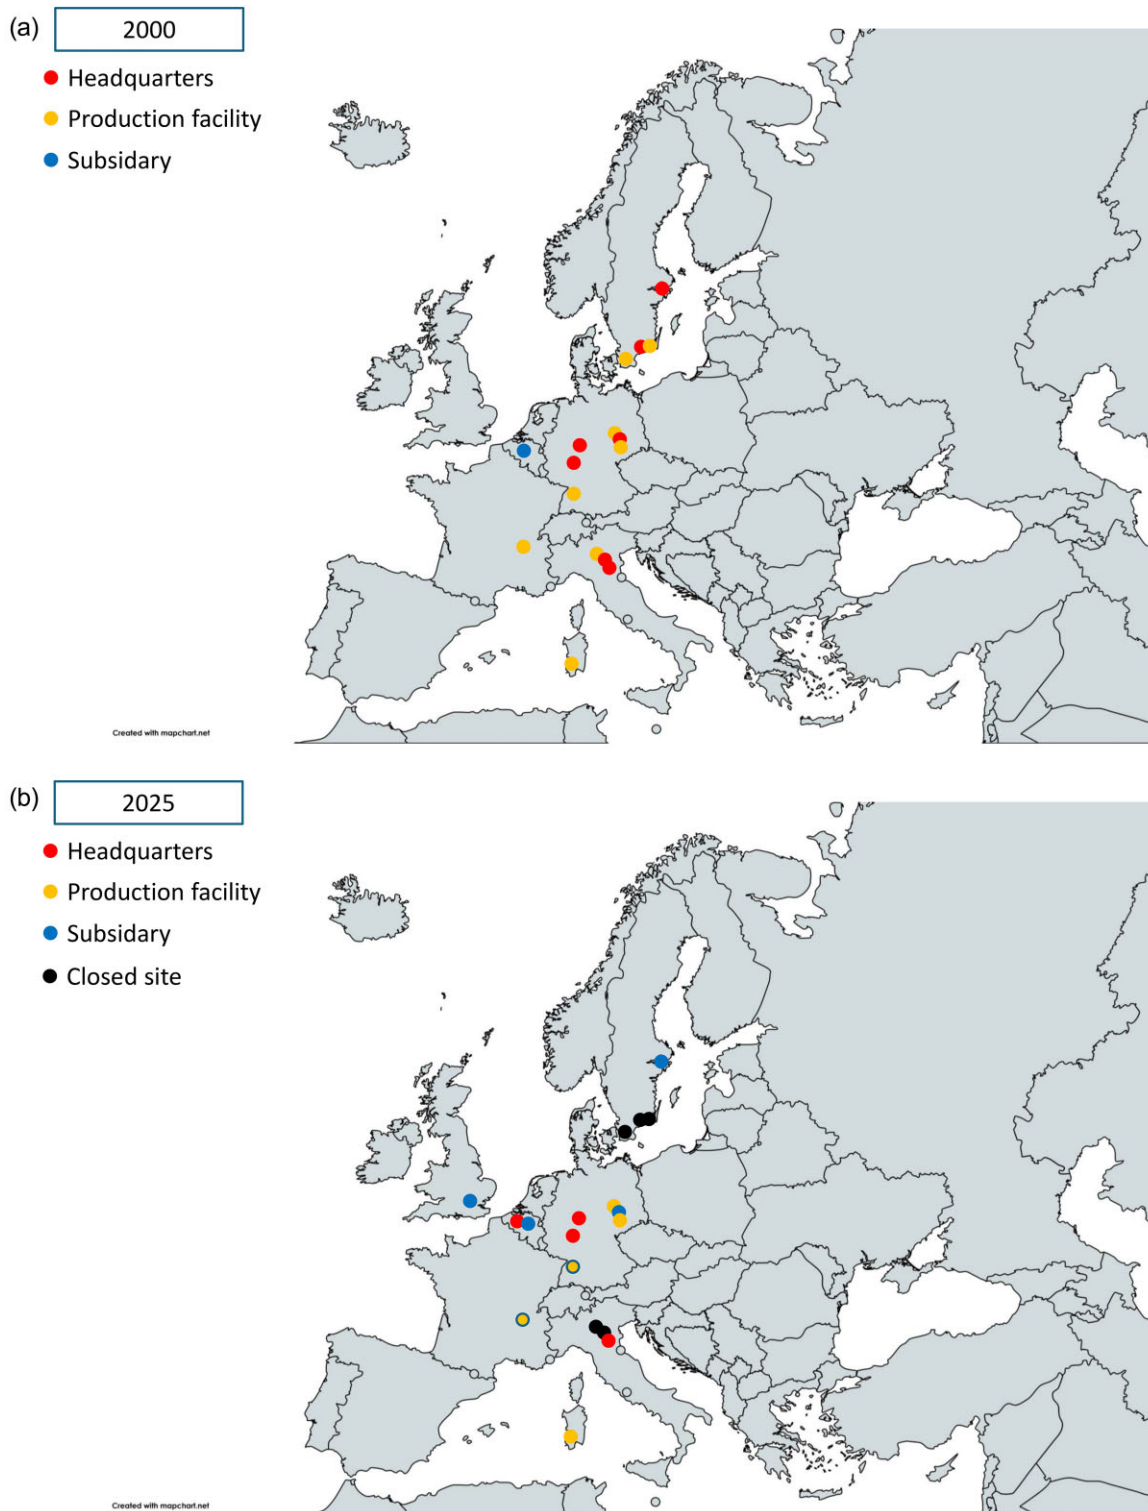 (a) 2000
Headquarters
Production facility
Subsidary
Created with mapchart.net
(b) 2025
Headquarters
Production facility
Subsidary
Closed site
Created with mapchart.net